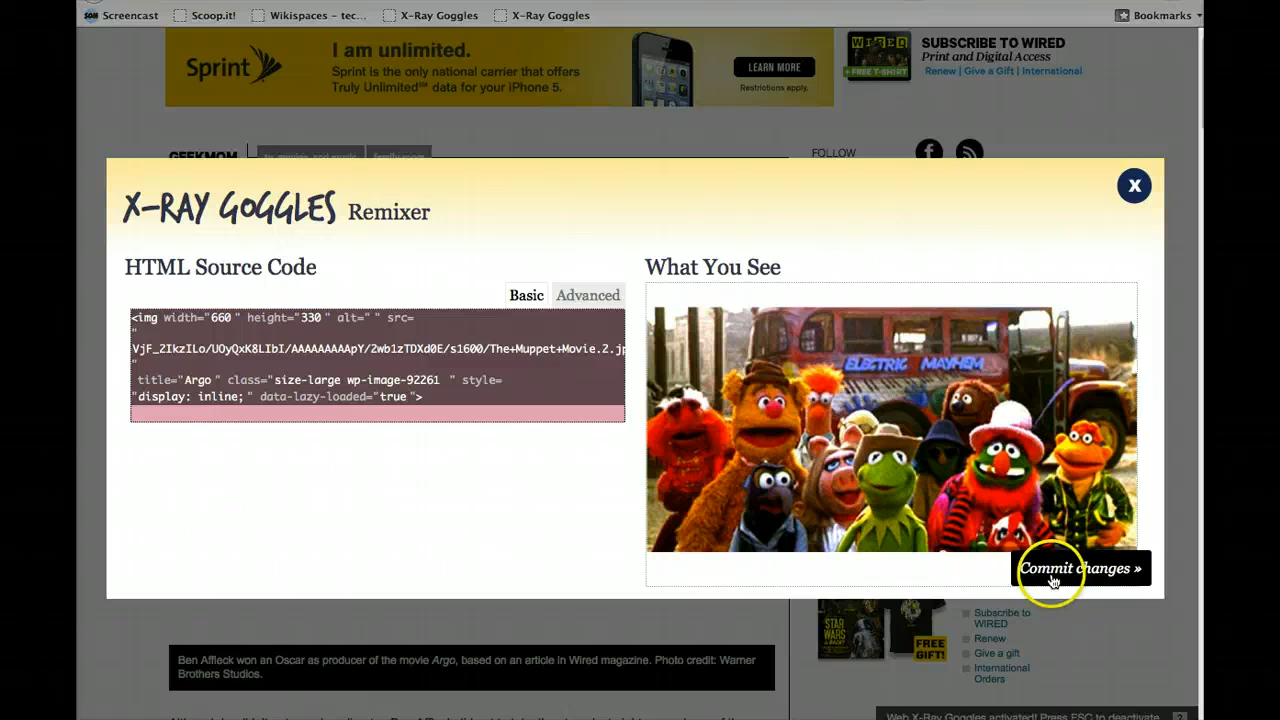 Screencast Scoop.it! Wikispaces – tec... X-Ray Goggles X-Ray Goggles Bookmarks
Sprint
I am unlimited.
Sprint is the only national carrier that offers
Truly Unlimited℠ data for your iPhone 5.
LEARN MORE
Restrictions apply.
WIRED
+ FREE T-SHIRT
SUBSCRIBE TO WIRED
Print and Digital Access
Renew | Give a Gift | International
GEEKMOM
FOLLOW
X-RAY GOGGLES Remixer
X
HTML Source Code
Basic Advanced
<img width="660 " height="330 " alt=" " src=
"
VjF_2IkzILo/UOyQxK8LIbI/AAAAAAAAApY/2wb1zTDXd0E/s1600/The+Muppet+Movie.2.jp
"
title="Argo " class="size-large wp-image-92261 " style=
"display: inline; " data-lazy-loaded="true ">
What You See
ELECTRIC MAYHEM
Commit changes »
STAR WARS
FREE GIFT!
Subscribe to
WIRED
Renew
Give a gift
International
Orders
Ben Affleck won an Oscar as producer of the movie Argo, based on an article in Wired magazine. Photo credit: Warner
Brothers Studios.
Web X-Ray Goggles activated! Press ESC to deactivate. ?